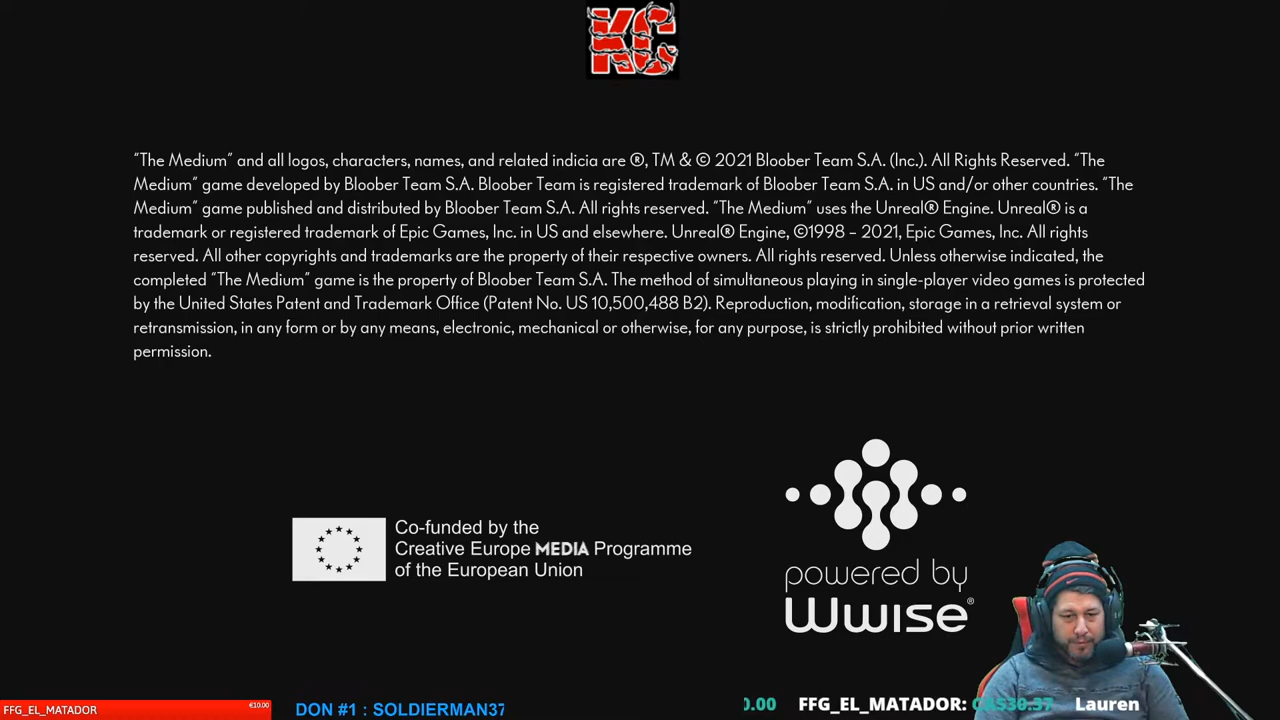 KC
"The Medium" and all logos, characters, names, and related indicia are ®, TM & © 2021 Bloober Team S.A. (Inc.). All Rights Reserved. "The
Medium" game developed by Bloober Team S.A. Bloober Team is registered trademark of Bloober Team S.A. in US and/or other countries. "The
Medium" game published and distributed by Bloober Team S.A. All rights reserved. "The Medium" uses the Unreal® Engine. Unreal® is a
trademark or registered trademark of Epic Games, Inc. in US and elsewhere. Unreal® Engine, ©1998 – 2021, Epic Games, Inc. All rights
reserved. All other copyrights and trademarks are the property of their respective owners. All rights reserved. Unless otherwise indicated, the
completed "The Medium" game is the property of Bloober Team S.A. The method of simultaneous playing in single-player video games is protected
by the United States Patent and Trademark Office (Patent No. US 10,500,488 B2). Reproduction, modification, storage in a retrieval system or
retransmission, in any form or by any means, electronic, mechanical or otherwise, for any purpose, is strictly prohibited without prior written
permission.
Co-funded by the
Creative Europe MEDIA Programme
of the European Union
powered by
Wwise®
FFG_EL_MATADOR €10.00
DON #1 : SOLDIERMAN37
0.00 FFG_EL_MATADOR: CA$30.37 Lauren